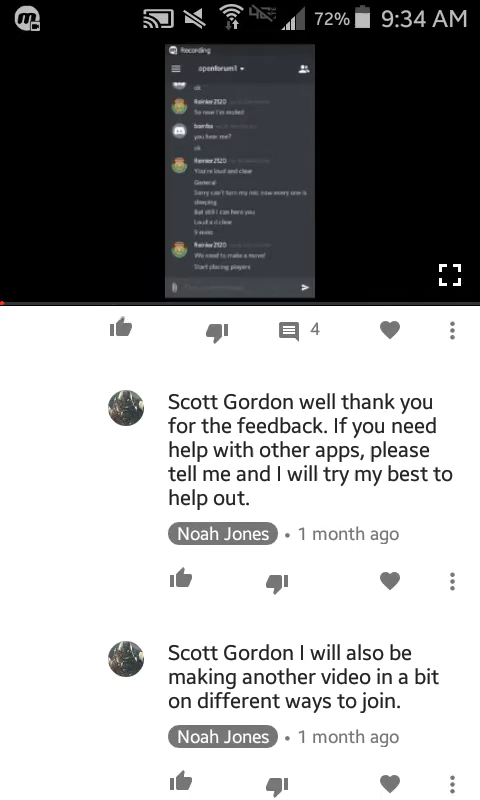 72% 9:34 AM
Recording
openforum1
ok
Rainier2120
So now I'm muted
bamba
you hear me?
ok
Rainier2120
You're loud and clear
General
Sorry can't turn my mic now every one is
sleeping
But still I can here you
Loud a d clear
Rainier2120
We need to make a move!
Start placing players
4
Scott Gordon well thank you
for the feedback. If you need
help with other apps, please
tell me and I will try my best to
help out.
Noah Jones • 1 month ago
Scott Gordon I will also be
making another video in a bit
on different ways to join.
Noah Jones • 1 month ago